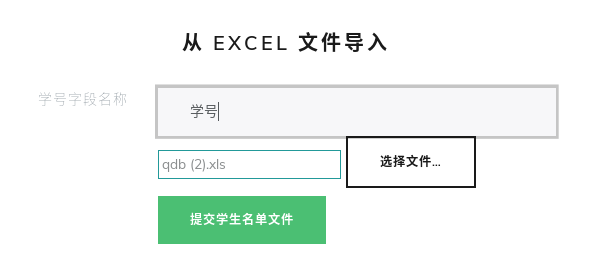 从 EXCEL 文件导入
学号字段名称
学号
qdb (2).xls
选择文件...
提交学生名单文件